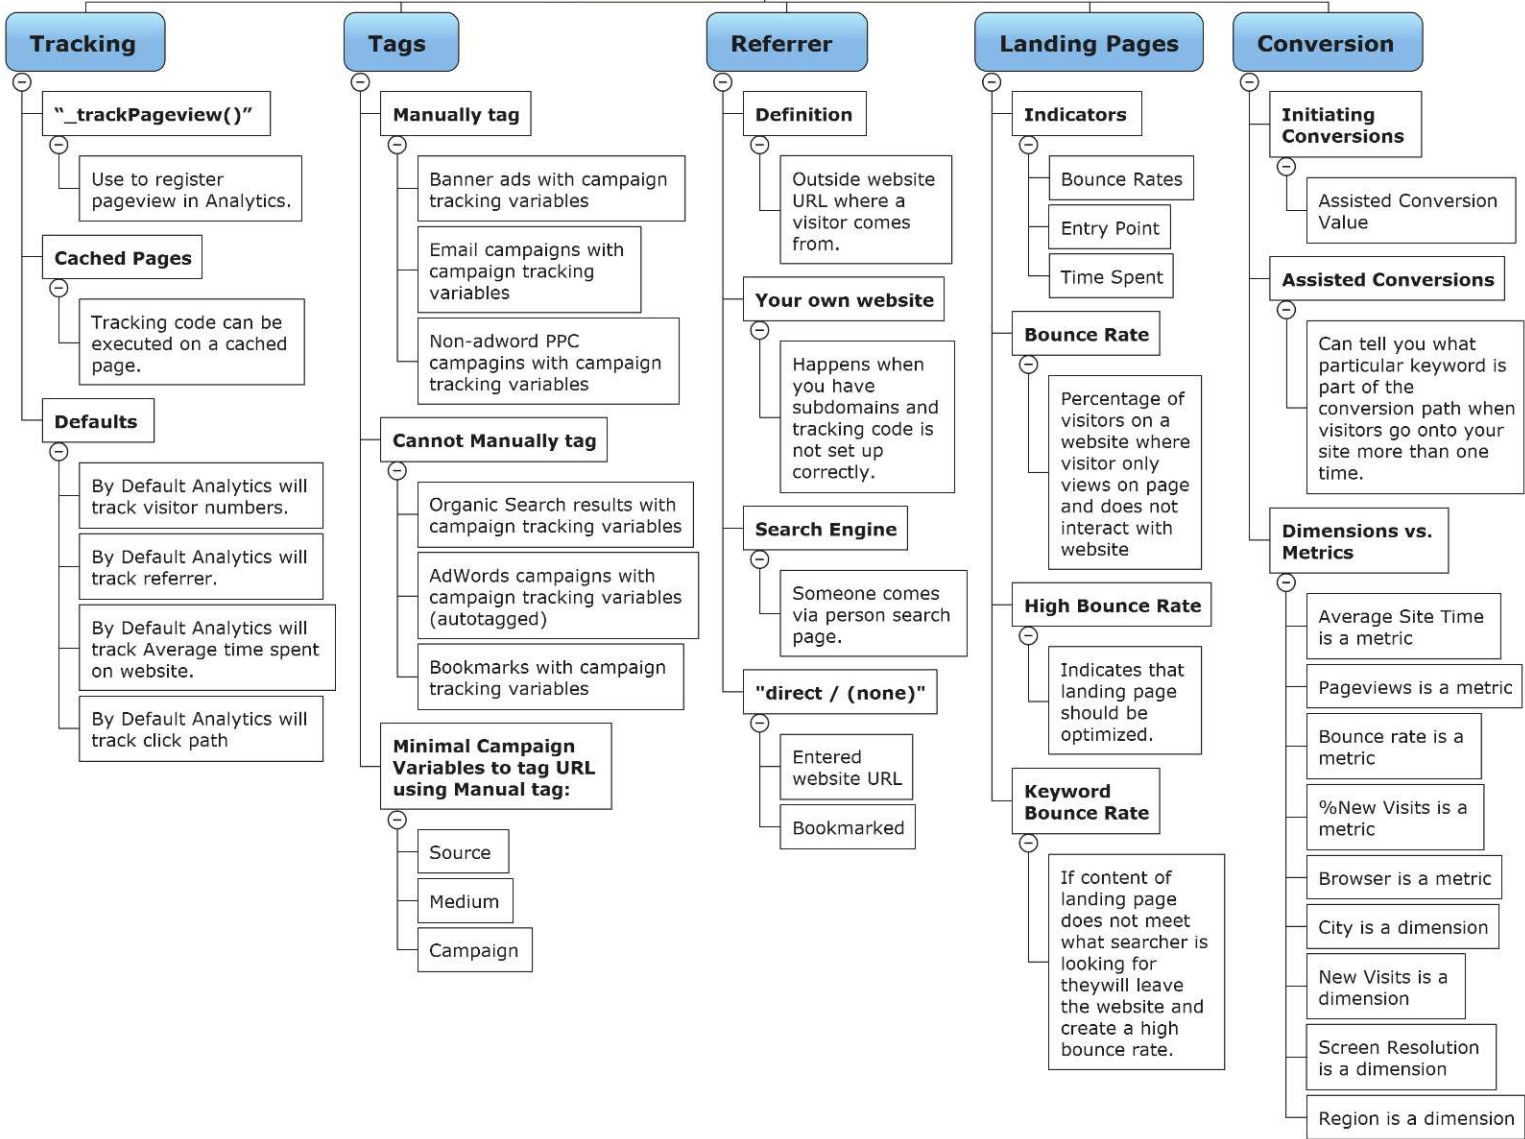 Tracking
“_trackPageview()”
Use to register
pageview in Analytics.
Cached Pages
Tracking code can be
executed on a cached
page.
Defaults
By Default Analytics will
track visitor numbers.
By Default Analytics will
track referrer.
By Default Analytics will
track Average time spent
on website.
By Default Analytics will
track click path
Tags
Manually tag
Banner ads with campaign
tracking variables
Email campaigns with
campaign tracking
variables
Non-adword PPC
campagins with campaign
tracking variables
Cannot Manually tag
Organic Search results with
campaign tracking variables
AdWords campaigns with
campaign tracking variables
(autotagged)
Bookmarks with campaign
tracking variables
Minimal Campaign
Variables to tag URL
using Manual tag:
Source
Medium
Campaign
Referrer
Definition
Outside website
URL where a
visitor comes
from.
Your own website
Happens when
you have
subdomains and
tracking code is
not set up
correctly.
Search Engine
Someone comes
via person search
page.
"direct / (none)"
Entered
website URL
Bookmarked
Landing Pages
Indicators
Bounce Rates
Entry Point
Time Spent
Bounce Rate
Percentage of
visitors on a
website where
visitor only
views on page
and does not
interact with
website
High Bounce Rate
Indicates that
landing page
should be
optimized.
Keyword
Bounce Rate
If content of
landing page
does not meet
what searcher is
looking for
theywill leave
the website and
create a high
bounce rate.
Conversion
Initiating
Conversions
Assisted Conversion
Value
Assisted Conversions
Can tell you what
particular keyword is
part of the
conversion path when
visitors go onto your
site more than one
time.
Dimensions vs.
Metrics
Average Site Time
is a metric
Pageviews is a metric
Bounce rate is a
metric
%New Visits is a
metric
Browser is a metric
City is a dimension
New Visits is a
dimension
Screen Resolution
is a dimension
Region is a dimension